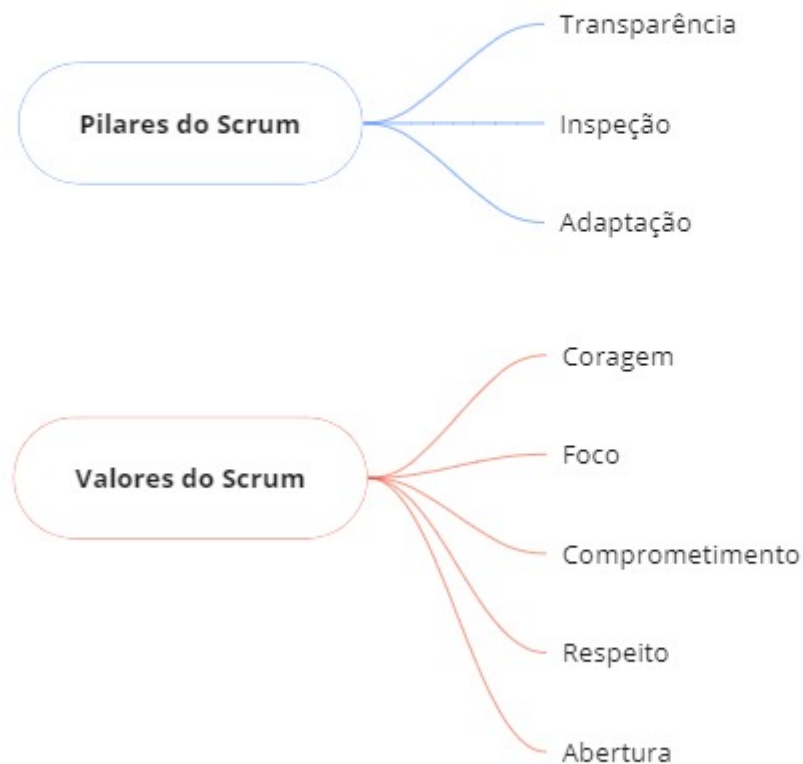 Pilares do Scrum
Transparência
Inspeção
Adaptação
Valores do Scrum
Coragem
Foco
Comprometimento
Respeito
Abertura